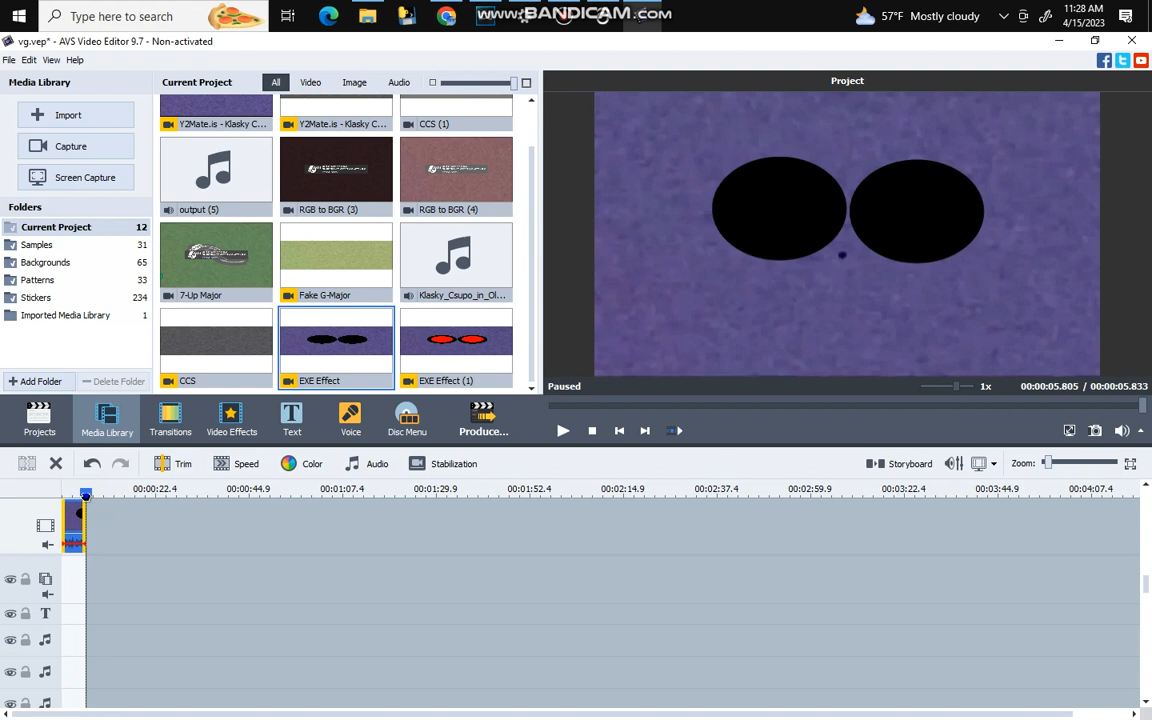 Type here to search
WWW.BANDICAM.COM
57°F Mostly cloudy
11:28 AM
4/15/2023
vg.vep* - AVS Video Editor 9.7 - Non-activated
File Edit View Help
Media Library
Import
Capture
Screen Capture
Folders
Current Project 12
Samples 31
Backgrounds 65
Patterns 33
Stickers 234
Imported Media Library 1
Add Folder
Delete Folder
Current Project All Video Image Audio
Y2Mate.is - Klasky C... Y2Mate.is - Klasky C... CCS (1)
output (5) RGB to BGR (3) RGB to BGR (4)
7-Up Major Fake G-Major Klasky_Csupo_in_Ol...
CCS EXE Effect EXE Effect (1)
Project
Paused 1x 00:00:05.805 / 00:00:05.833
Projects Media Library Transitions Video Effects Text Voice Disc Menu Produce...
Trim Speed Color Audio Stabilization
Storyboard Zoom:
00:00:22.4 00:00:44.9 00:01:07.4 00:01:29.9 00:01:52.4 00:02:14.9 00:02:37.4 00:02:59.9 00:03:22.4 00:03:44.9 00:04:07.4
T